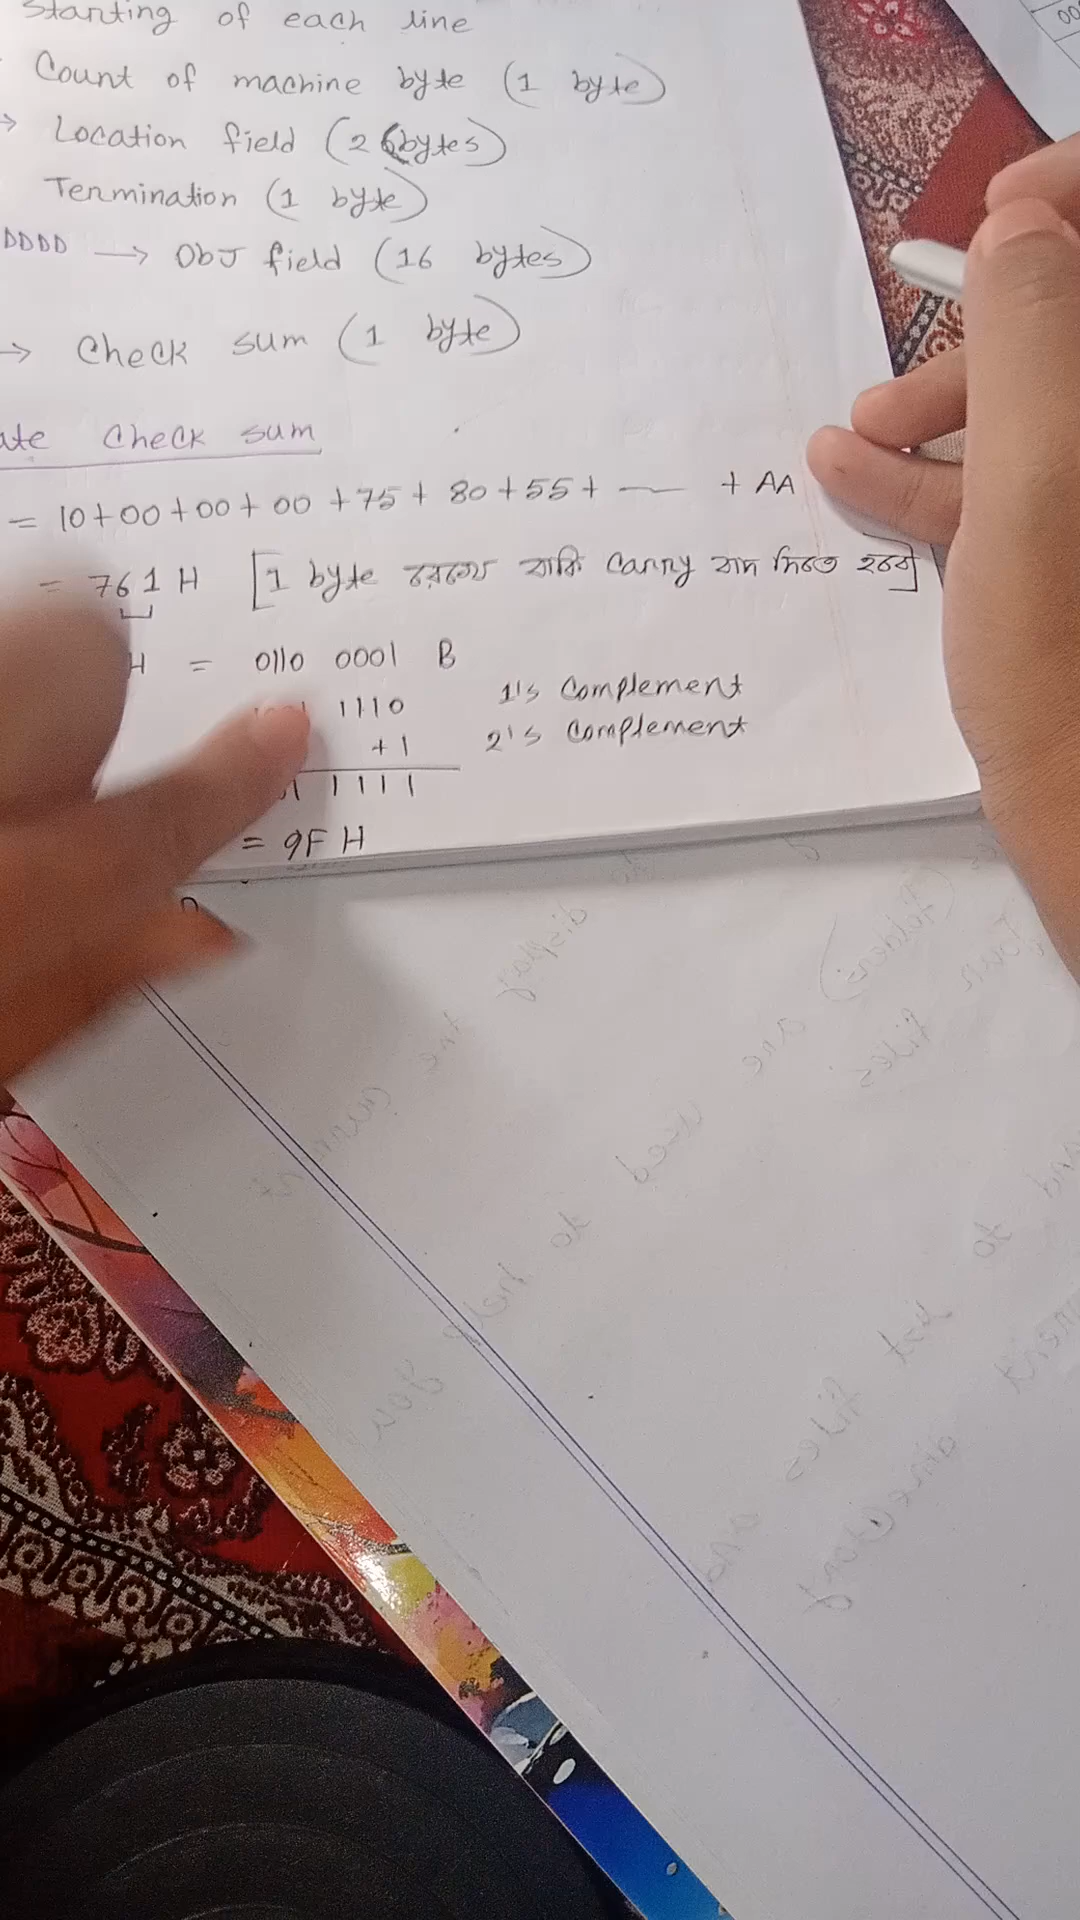 Starting of each line
Count of machine byte (1 byte)
→ Location field (2 bytes)
Termination (1 byte)
DDDD → Obj field (16 bytes)
→ Check sum (1 byte)
ate Check sum
= 10+00+00+00+75+80+55+ — + AA
= 761 H [1 byte রেখে বাকি Carry বাদ দিতে হবে]
H = 0110 0001 B
1110 1's Complement
+1 2's Complement
1 1111
= 9F H